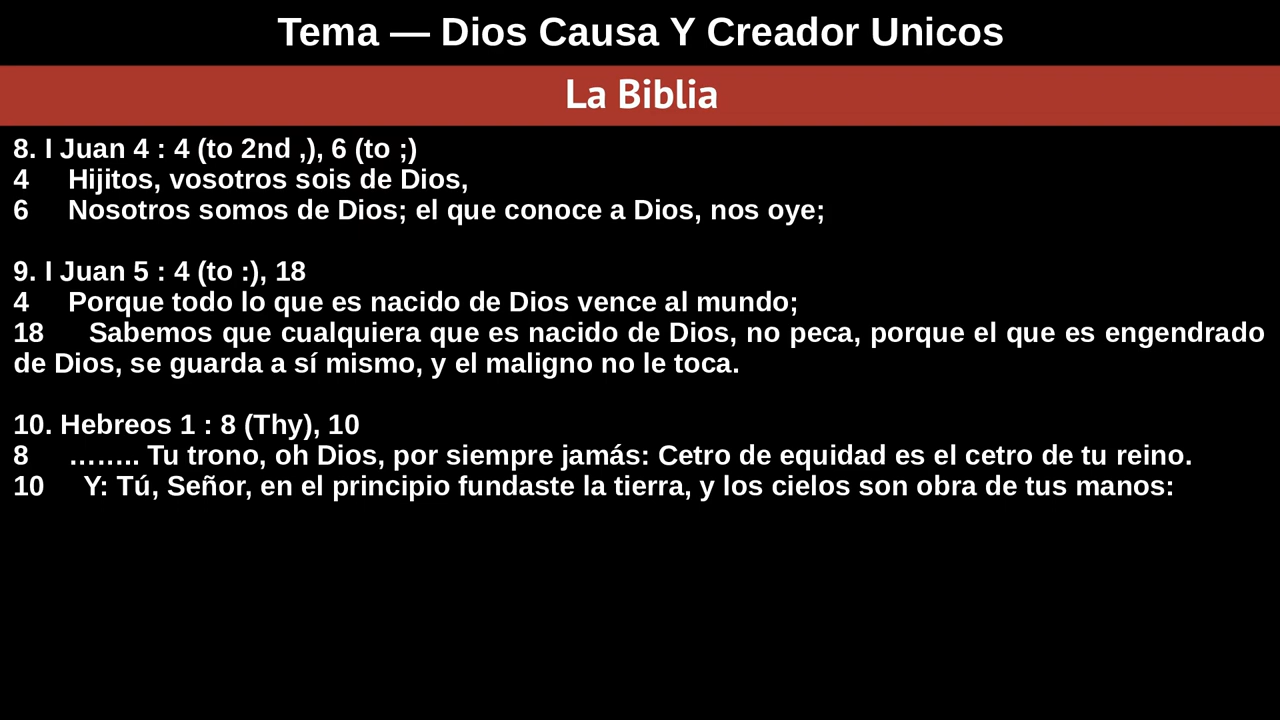 Tema — Dios Causa Y Creador Unicos
La Biblia
8. I Juan 4 : 4 (to 2nd ,), 6 (to ;)
4 Hijitos, vosotros sois de Dios,
6 Nosotros somos de Dios; el que conoce a Dios, nos oye;
9. I Juan 5 : 4 (to :), 18
4 Porque todo lo que es nacido de Dios vence al mundo;
18 Sabemos que cualquiera que es nacido de Dios, no peca, porque el que es engendrado
de Dios, se guarda a sí mismo, y el maligno no le toca.
10. Hebreos 1 : 8 (Thy), 10
8 …….. Tu trono, oh Dios, por siempre jamás: Cetro de equidad es el cetro de tu reino.
10 Y: Tú, Señor, en el principio fundaste la tierra, y los cielos son obra de tus manos: